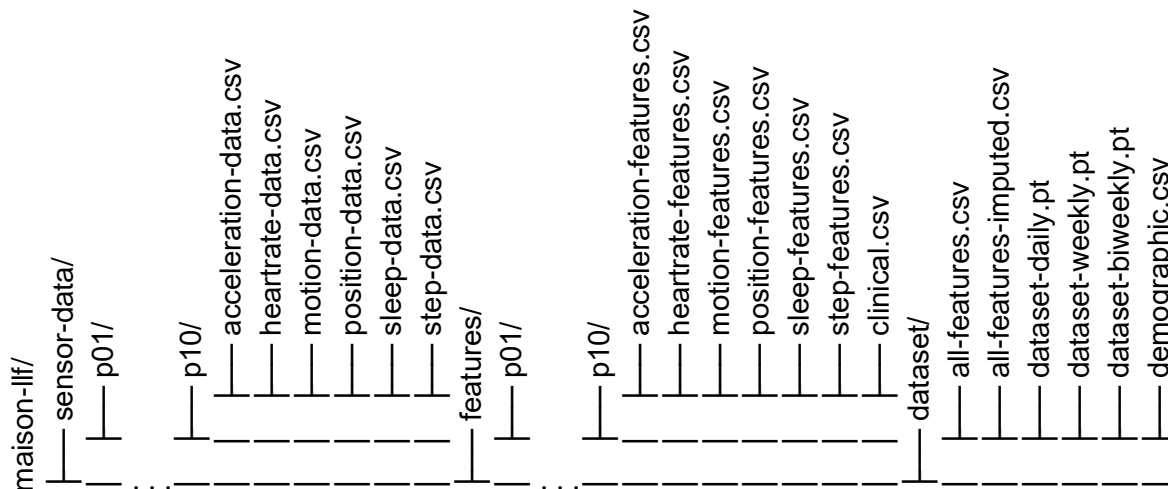 maison-llf/
sensor-data/
p01/
...
p10/
acceleration-data.csv
heartrate-data.csv
motion-data.csv
position-data.csv
sleep-data.csv
step-data.csv
features/
p01/
...
p10/
acceleration-features.csv
heartrate-features.csv
motion-features.csv
position-features.csv
sleep-features.csv
step-features.csv
clinical.csv
dataset/
all-features.csv
all-features-imputed.csv
dataset-daily.pt
dataset-weekly.pt
dataset-biweekly.pt
demographic.csv